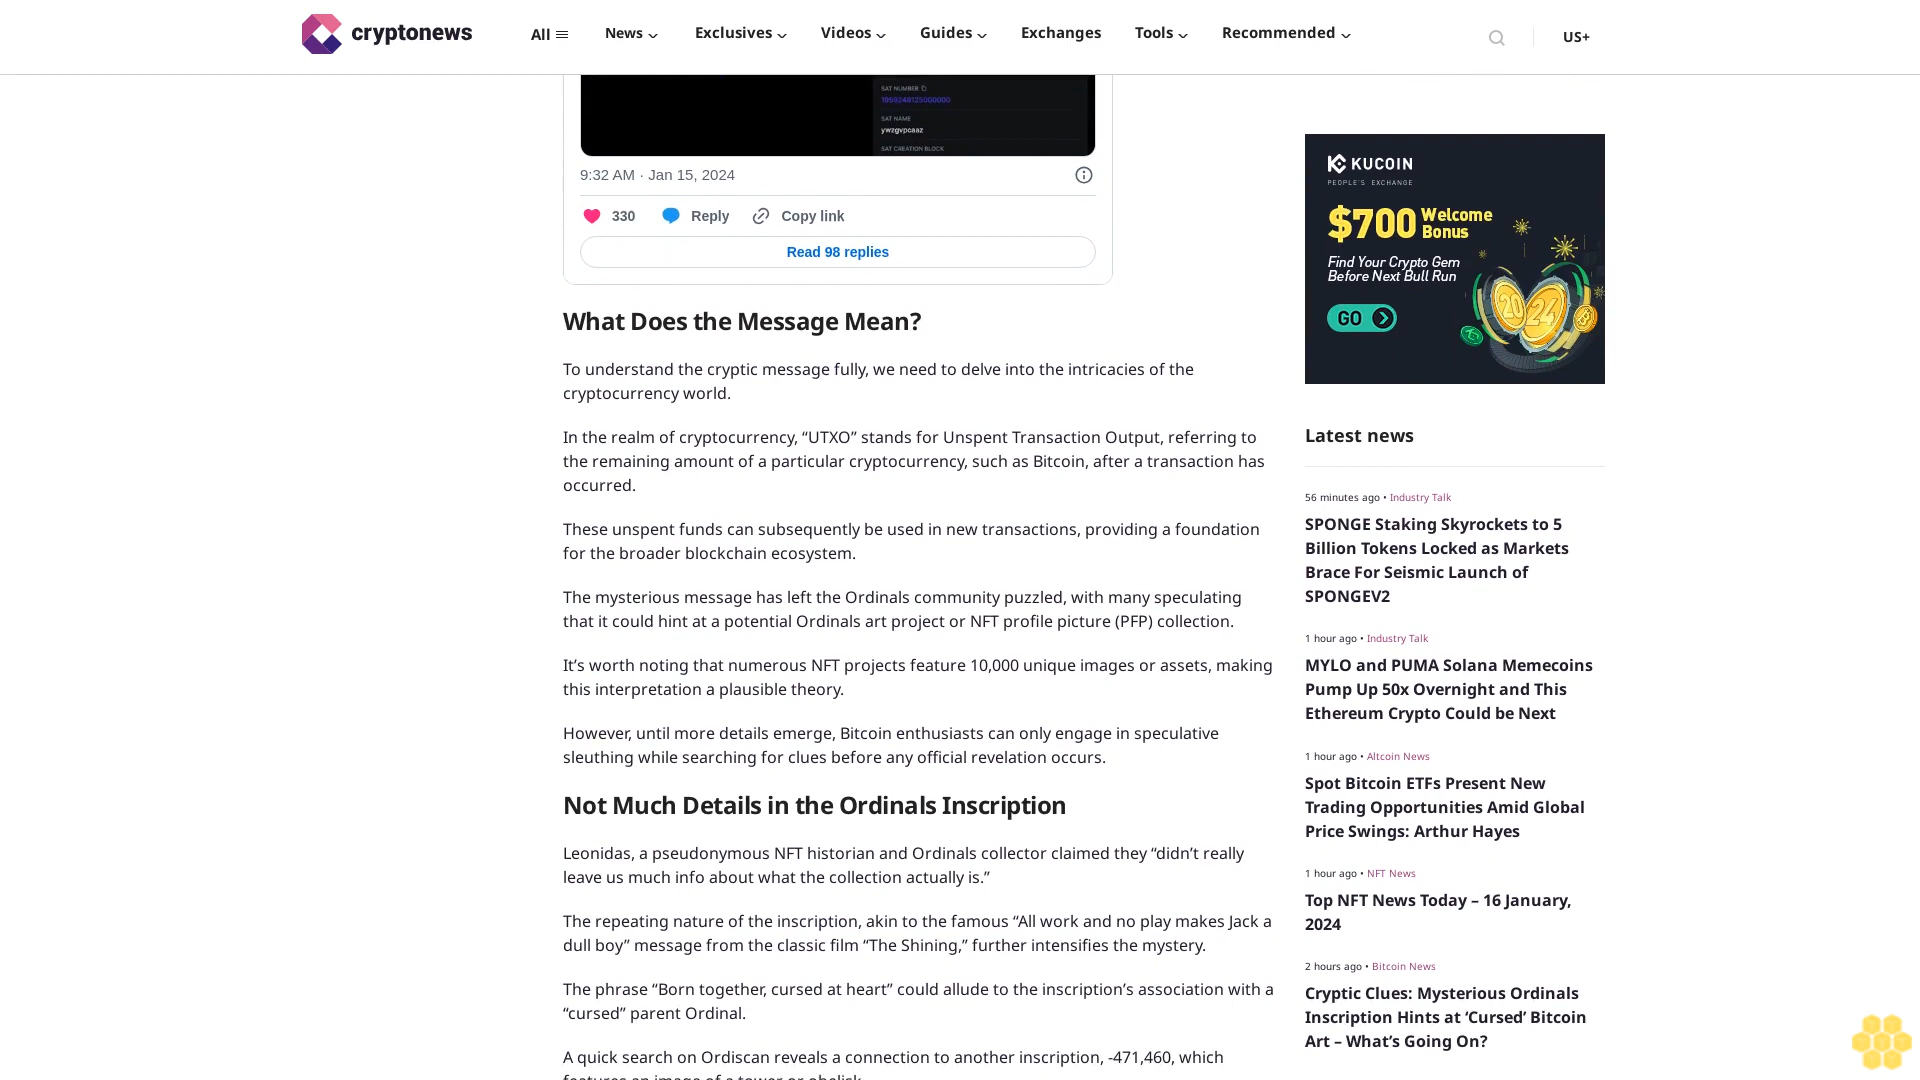 cryptonews
All
News
Exclusives
Videos
Guides
Exchanges
Tools
Recommended
US+
SAT NUMBER
1959248125000000
SAT NAME
ywzgvpcaaz
SAT CREATION BLOCK
9:32 AM · Jan 15, 2024
330
Reply
Copy link
Read 98 replies
What Does the Message Mean?
To understand the cryptic message fully, we need to delve into the intricacies of the
cryptocurrency world.
In the realm of cryptocurrency, “UTXO” stands for Unspent Transaction Output, referring to
the remaining amount of a particular cryptocurrency, such as Bitcoin, after a transaction has
occurred.
These unspent funds can subsequently be used in new transactions, providing a foundation
for the broader blockchain ecosystem.
The mysterious message has left the Ordinals community puzzled, with many speculating
that it could hint at a potential Ordinals art project or NFT profile picture (PFP) collection.
It’s worth noting that numerous NFT projects feature 10,000 unique images or assets, making
this interpretation a plausible theory.
However, until more details emerge, Bitcoin enthusiasts can only engage in speculative
sleuthing while searching for clues before any official revelation occurs.
Not Much Details in the Ordinals Inscription
Leonidas, a pseudonymous NFT historian and Ordinals collector claimed they “didn’t really
leave us much info about what the collection actually is.”
The repeating nature of the inscription, akin to the famous “All work and no play makes Jack a
dull boy” message from the classic film “The Shining,” further intensifies the mystery.
The phrase “Born together, cursed at heart” could allude to the inscription’s association with a
“cursed” parent Ordinal.
A quick search on Ordiscan reveals a connection to another inscription, -471,460, which
features an image of a tower or obelisk.
KUCOIN
PEOPLE'S EXCHANGE
$700 Welcome
Bonus
Find Your Crypto Gem
Before Next Bull Run
GO
20
24
Latest news
56 minutes ago • Industry Talk
SPONGE Staking Skyrockets to 5
Billion Tokens Locked as Markets
Brace For Seismic Launch of
SPONGEV2
1 hour ago • Industry Talk
MYLO and PUMA Solana Memecoins
Pump Up 50x Overnight and This
Ethereum Crypto Could be Next
1 hour ago • Altcoin News
Spot Bitcoin ETFs Present New
Trading Opportunities Amid Global
Price Swings: Arthur Hayes
1 hour ago • NFT News
Top NFT News Today – 16 January,
2024
2 hours ago • Bitcoin News
Cryptic Clues: Mysterious Ordinals
Inscription Hints at ‘Cursed’ Bitcoin
Art – What’s Going On?